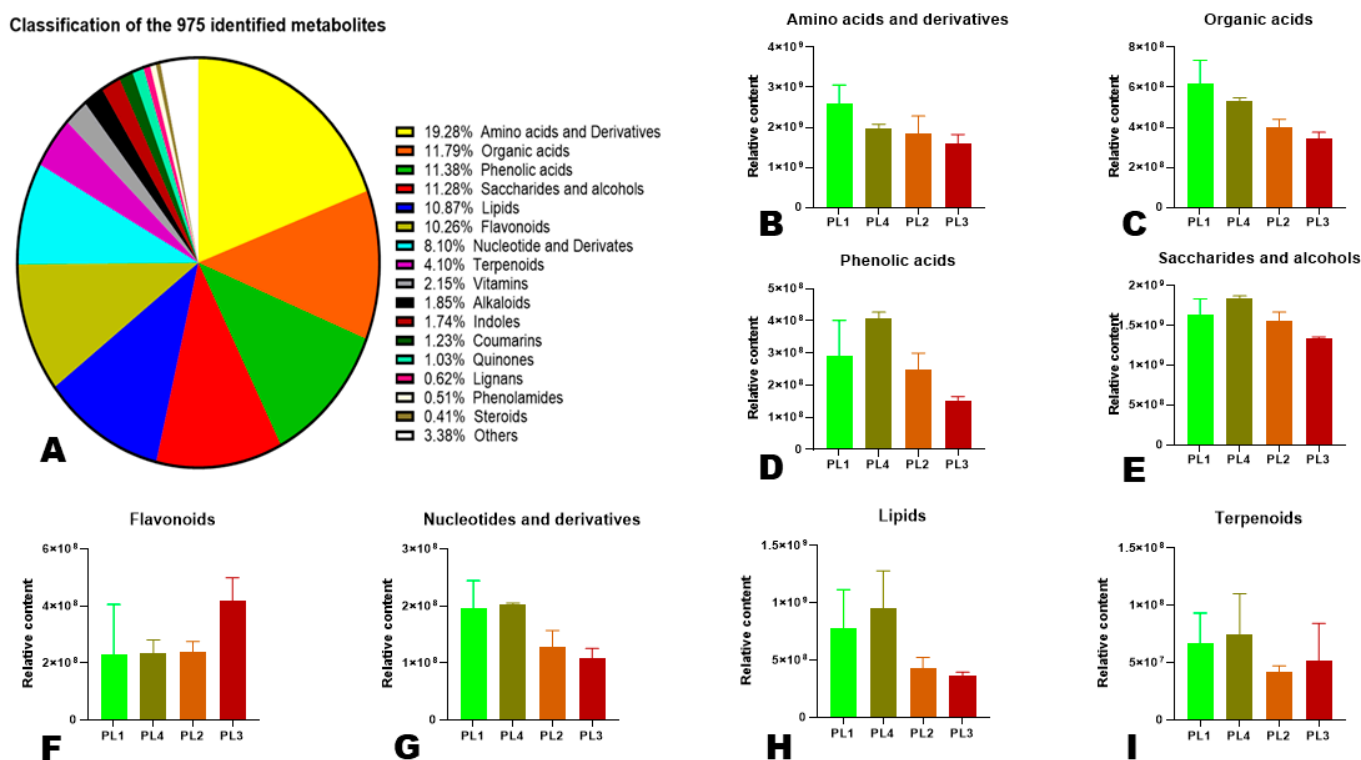 Classification of the 975 identified metabolites
19.28% Amino acids and Derivatives
11.79% Organic acids
11.38% Phenolic acids
11.28% Saccharides and alcohols
10.87% Lipids
10.26% Flavonoids
8.10% Nucleotide and Derivates
4.10% Terpenoids
2.15% Vitamins
1.85% Alkaloids
1.74% Indoles
1.23% Coumarins
1.03% Quinones
0.62% Lignans
0.51% Phenolamides
0.41% Steroids
3.38% Others
A
Amino acids and derivatives
Relative content
4×10⁹
3×10⁹
2×10⁹
1×10⁹
0
PL1 PL4 PL2 PL3
B
Organic acids
Relative content
8×10⁸
6×10⁸
4×10⁸
2×10⁸
0
PL1 PL4 PL2 PL3
C
Phenolic acids
Relative content
5×10⁸
4×10⁸
3×10⁸
2×10⁸
1×10⁸
0
PL1 PL4 PL2 PL3
D
Saccharides and alcohols
Relative content
2×10⁹
1.5×10⁹
1×10⁹
5×10⁸
0
PL1 PL4 PL2 PL3
E
Flavonoids
Relative content
6×10⁸
4×10⁸
2×10⁸
0
PL1 PL4 PL2 PL3
F
Nucleotides and derivatives
Relative content
3×10⁸
2×10⁸
1×10⁸
0
PL1 PL4 PL2 PL3
G
Lipids
Relative content
1.5×10⁹
1×10⁹
5×10⁸
0
PL1 PL4 PL2 PL3
H
Terpenoids
Relative content
1.5×10⁸
1×10⁸
5×10⁷
0
PL1 PL4 PL2 PL3
I